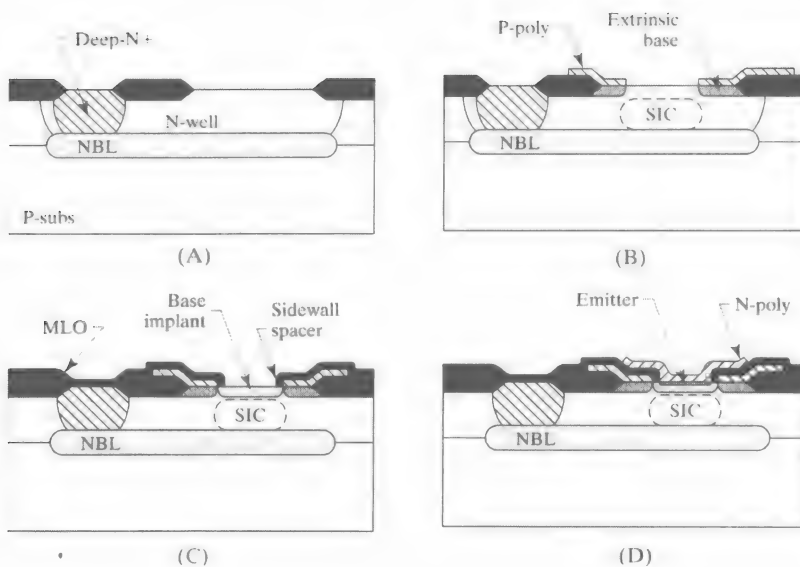 Deep-N+
N-well
NBL
P-subs
(A)
P-poly
Extrinsic
base
SIC
NBL
(B)
MLO
Base
implant
Sidewall
spacer
SIC
NBL
(C)
Emitter
N-poly
SIC
NBL
(D)